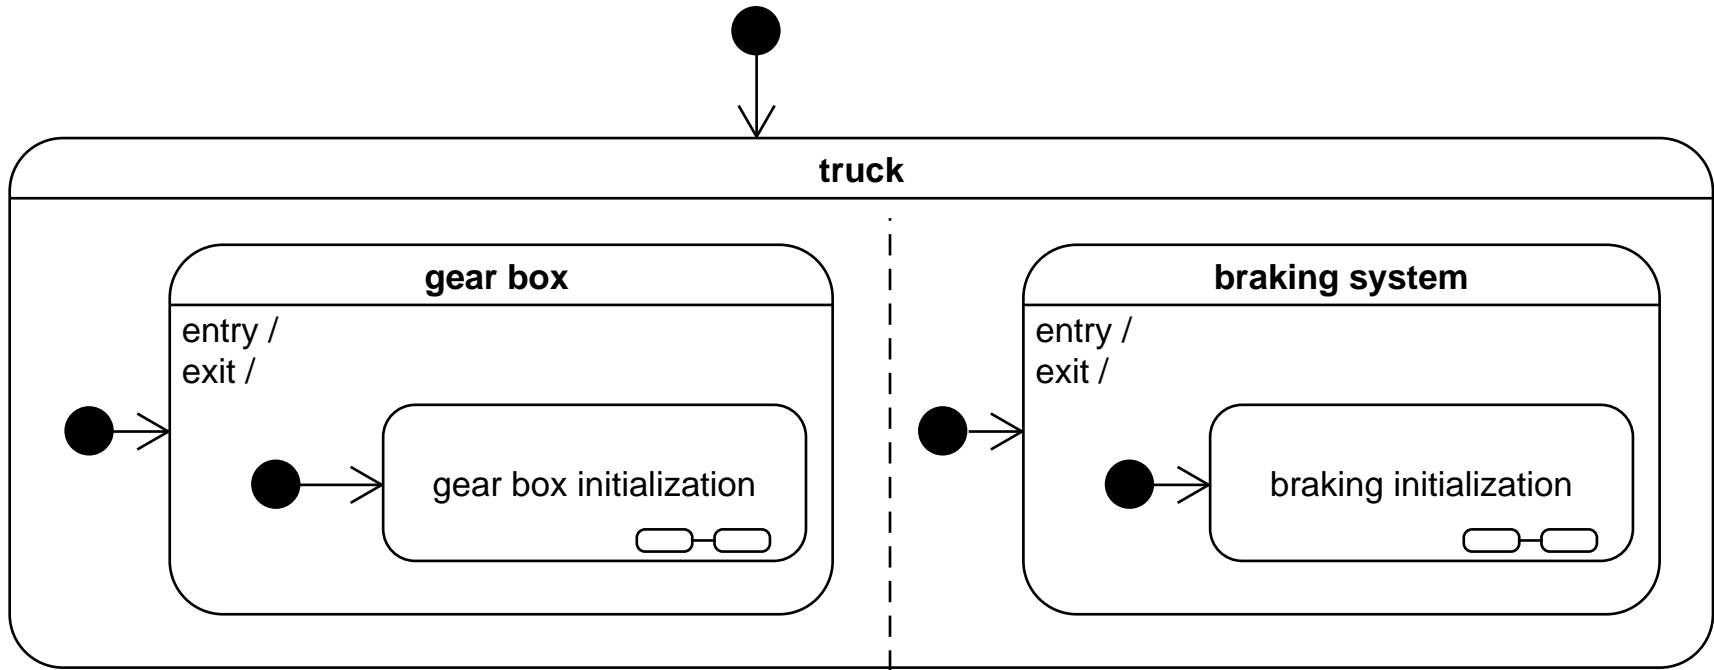 truck
gear box
entry /
exit /
gear box initialization
braking system
entry /
exit /
braking initialization